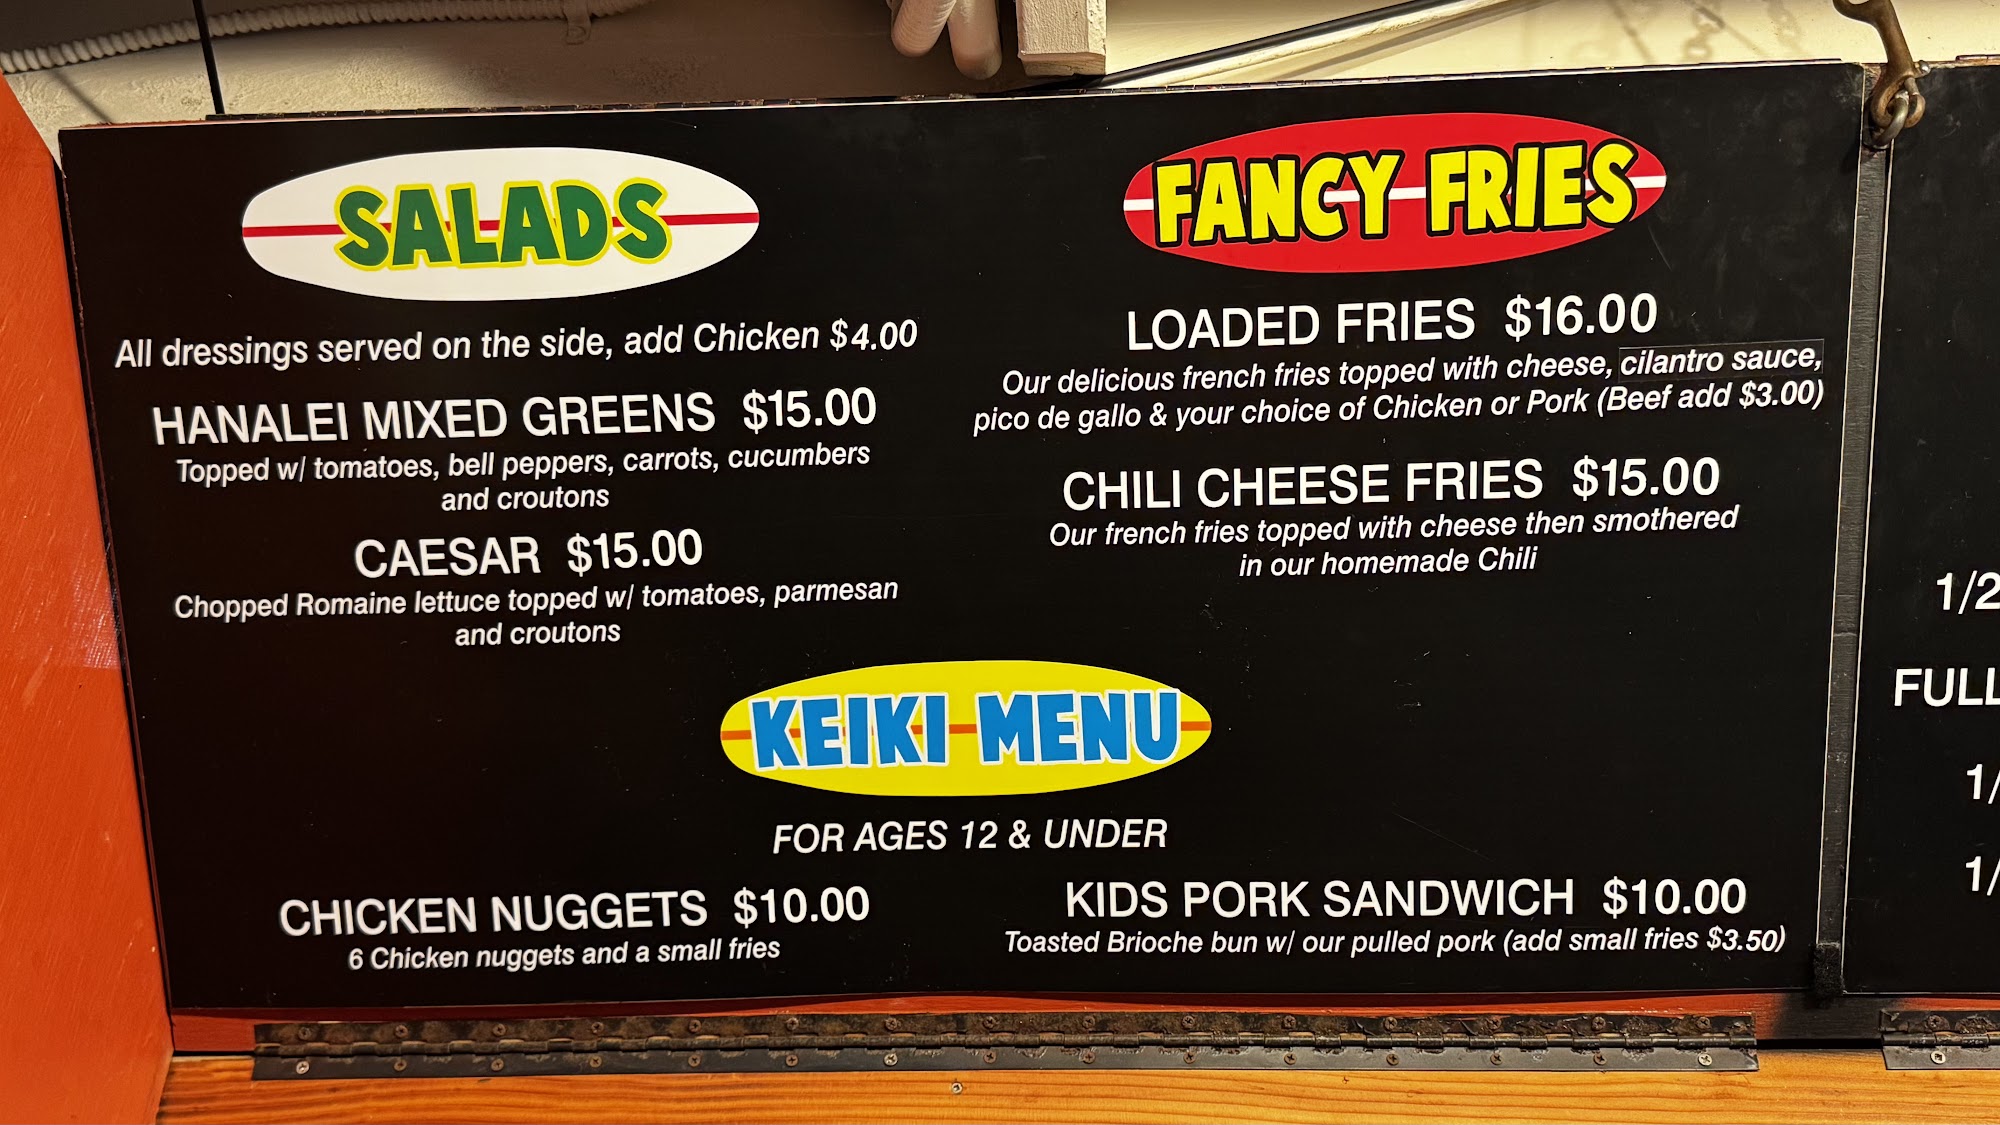 SALADS
All dressings served on the side, add Chicken $4.00
HANALEI MIXED GREENS $15.00
Topped w/ tomatoes, bell peppers, carrots, cucumbers
and croutons
CAESAR $15.00
Chopped Romaine lettuce topped w/ tomatoes, parmesan
and croutons
FANCY FRIES
LOADED FRIES $16.00
Our delicious french fries topped with cheese, cilantro sauce,
pico de gallo & your choice of Chicken or Pork (Beef add $3.00)
CHILI CHEESE FRIES $15.00
Our french fries topped with cheese then smothered
in our homemade Chili
KEIKI MENU
FOR AGES 12 & UNDER
CHICKEN NUGGETS $10.00
6 Chicken nuggets and a small fries
KIDS PORK SANDWICH $10.00
Toasted Brioche bun w/ our pulled pork (add small fries $3.50)
1/2
FULL
1/
1/